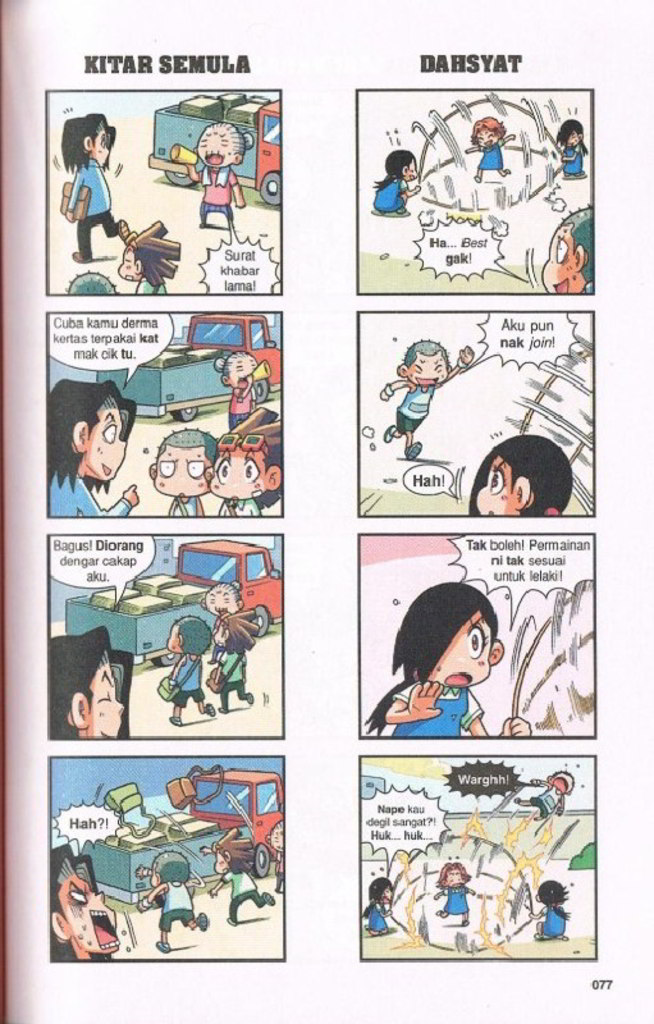 KITAR SEMULA
Surat
khabar
lama!
Cuba kamu derma
kertas terpakai kat
mak cik tu.
Bagus! Diorang
dengar cakap
aku.
Hah?!
DAHSYAT
Ha... Best
gak!
Aku pun
nak join!
Hah!
Tak boleh! Permainan
ni tak sesuai
untuk lelaki!
Warghh!
Nape kau
degil sangat?!
Huk... huk...
077